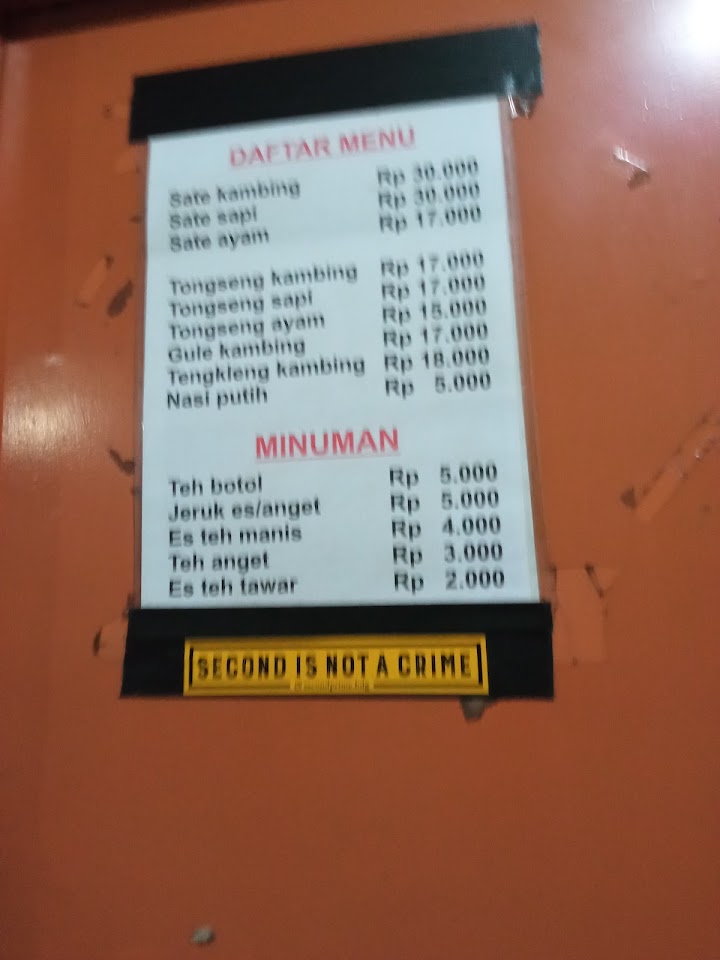 DAFTAR MENU
Sate kambing Rp 30.000
Sate sapi Rp 30.000
Sate ayam Rp 17.000
Tongseng kambing Rp 17.000
Tongseng sapi Rp 17.000
Tongseng ayam Rp 15.000
Gule kambing Rp 17.000
Tengkleng kambing Rp 18.000
Nasi putih Rp 5.000
MINUMAN
Teh botol Rp 5.000
Jeruk es/anget Rp 5.000
Es teh manis Rp 4.000
Teh anget Rp 3.000
Es teh tawar Rp 2.000
SECOND IS NOT A CRIME